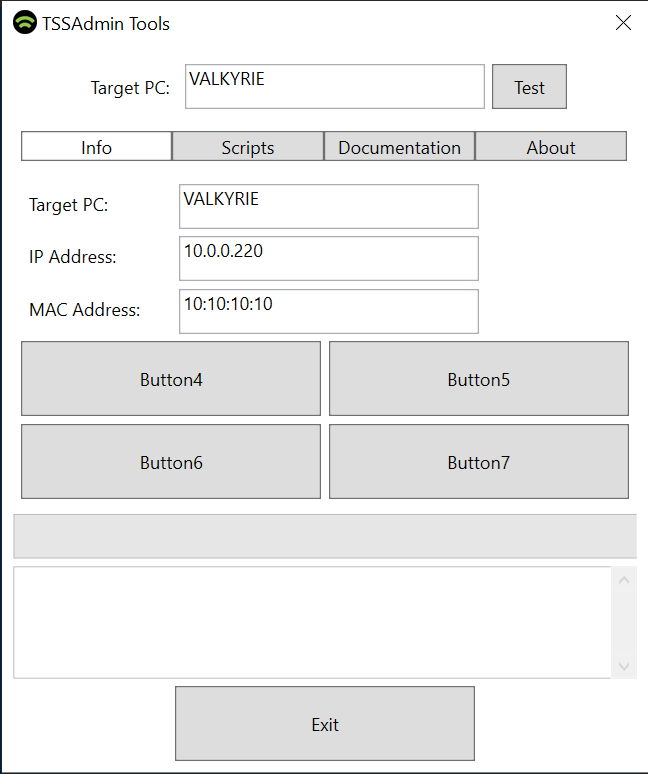 TSSAdmin Tools
Target PC: VALKYRIE Test
Info Scripts Documentation About
Target PC: VALKYRIE
IP Address: 10.0.0.220
MAC Address: 10:10:10:10
Button4 Button5
Button6 Button7
Exit